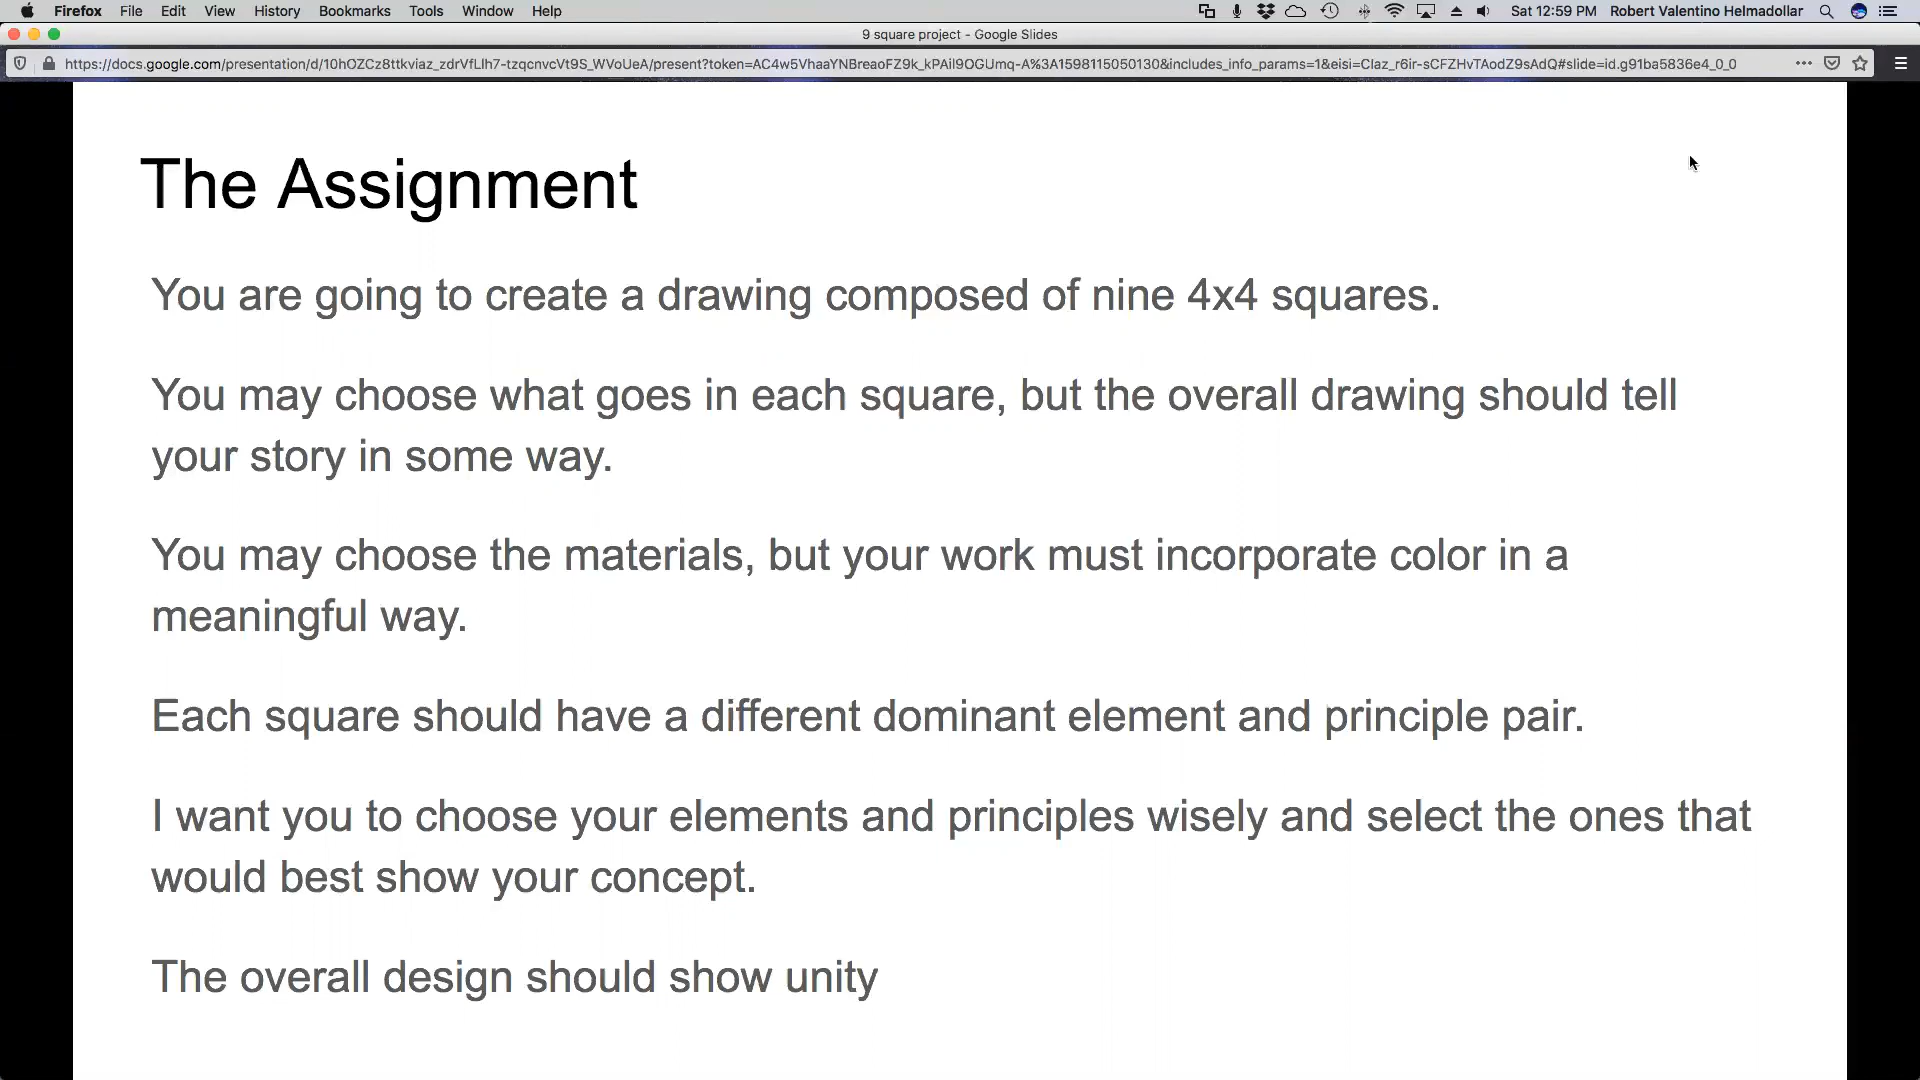 Firefox File Edit View History Bookmarks Tools Window Help Sat 12:59 PM Robert Valentino Helmadollar
9 square project - Google Slides
https://docs.google.com/presentation/d/10hOZCz8ttkviaz_zdrVfLlh7-tzqcnvcVt9S_WVoUeA/present?token=AC4w5VhaaYNBreaoFZ9k_kPAil9OGUmq-A%3A1598115050130&includes_info_params=1&eisi=CIaz_r6ir-sCFZHvTAodZ9sAdQ#slide=id.g91ba5836e4_0_0
The Assignment
You are going to create a drawing composed of nine 4x4 squares.
You may choose what goes in each square, but the overall drawing should tell
your story in some way.
You may choose the materials, but your work must incorporate color in a
meaningful way.
Each square should have a different dominant element and principle pair.
I want you to choose your elements and principles wisely and select the ones that
would best show your concept.
The overall design should show unity